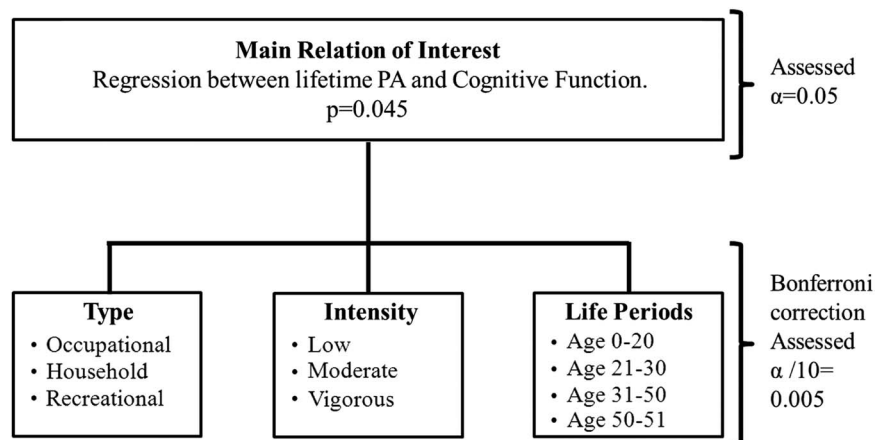 Main Relation of Interest
Regression between lifetime PA and Cognitive Function.
p=0.045
Assessed
α=0.05
Type
• Occupational
• Household
• Recreational
Intensity
• Low
• Moderate
• Vigorous
Life Periods
• Age 0-20
• Age 21-30
• Age 31-50
• Age 50-51
Bonferroni
correction
Assessed
α /10=
0.005